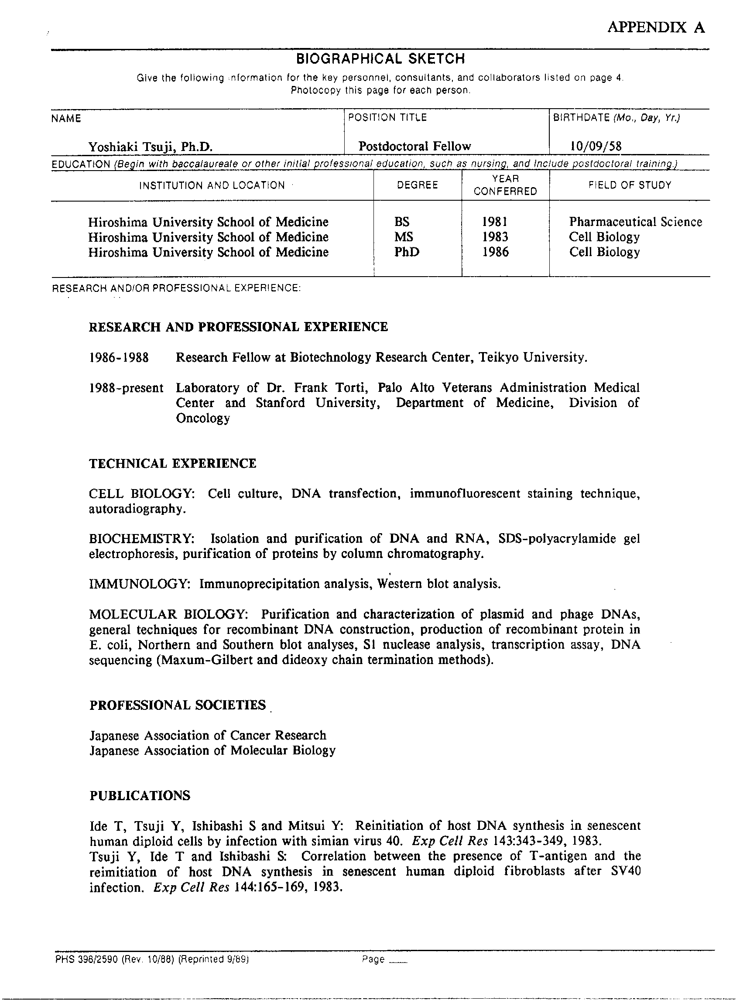 APPENDIX A
BIOGRAPHICAL SKETCH
Give the following information for the key personnel, consultants, and collaborators listed on page 4.
Photocopy this page for each person.
NAME POSITION TITLE BIRTHDATE (Mo., Day, Yr.)
Yoshiaki Tsuji, Ph.D. Postdoctoral Fellow 10/09/58
EDUCATION (Begin with baccalaureate or other initial professional education, such as nursing, and include postdoctoral training.)
INSTITUTION AND LOCATION DEGREE YEAR CONFERRED FIELD OF STUDY
Hiroshima University School of Medicine BS 1981 Pharmaceutical Science
Hiroshima University School of Medicine MS 1983 Cell Biology
Hiroshima University School of Medicine PhD 1986 Cell Biology
RESEARCH AND/OR PROFESSIONAL EXPERIENCE:
RESEARCH AND PROFESSIONAL EXPERIENCE
1986-1988 Research Fellow at Biotechnology Research Center, Teikyo University.
1988-present Laboratory of Dr. Frank Torti, Palo Alto Veterans Administration Medical
Center and Stanford University, Department of Medicine, Division of
Oncology
TECHNICAL EXPERIENCE
CELL BIOLOGY: Cell culture, DNA transfection, immunofluorescent staining technique,
autoradiography.
BIOCHEMISTRY: Isolation and purification of DNA and RNA, SDS-polyacrylamide gel
electrophoresis, purification of proteins by column chromatography.
IMMUNOLOGY: Immunoprecipitation analysis, Western blot analysis.
MOLECULAR BIOLOGY: Purification and characterization of plasmid and phage DNAs,
general techniques for recombinant DNA construction, production of recombinant protein in
E. coli, Northern and Southern blot analyses, S1 nuclease analysis, transcription assay, DNA
sequencing (Maxum-Gilbert and dideoxy chain termination methods).
PROFESSIONAL SOCIETIES
Japanese Association of Cancer Research
Japanese Association of Molecular Biology
PUBLICATIONS
Ide T, Tsuji Y, Ishibashi S and Mitsui Y: Reinitiation of host DNA synthesis in senescent
human diploid cells by infection with simian virus 40. Exp Cell Res 143:343-349, 1983.
Tsuji Y, Ide T and Ishibashi S: Correlation between the presence of T-antigen and the
reimitiation of host DNA synthesis in senescent human diploid fibroblasts after SV40
infection. Exp Cell Res 144:165-169, 1983.
PHS 398/2590 (Rev. 10/88) (Reprinted 9/89) Page ___